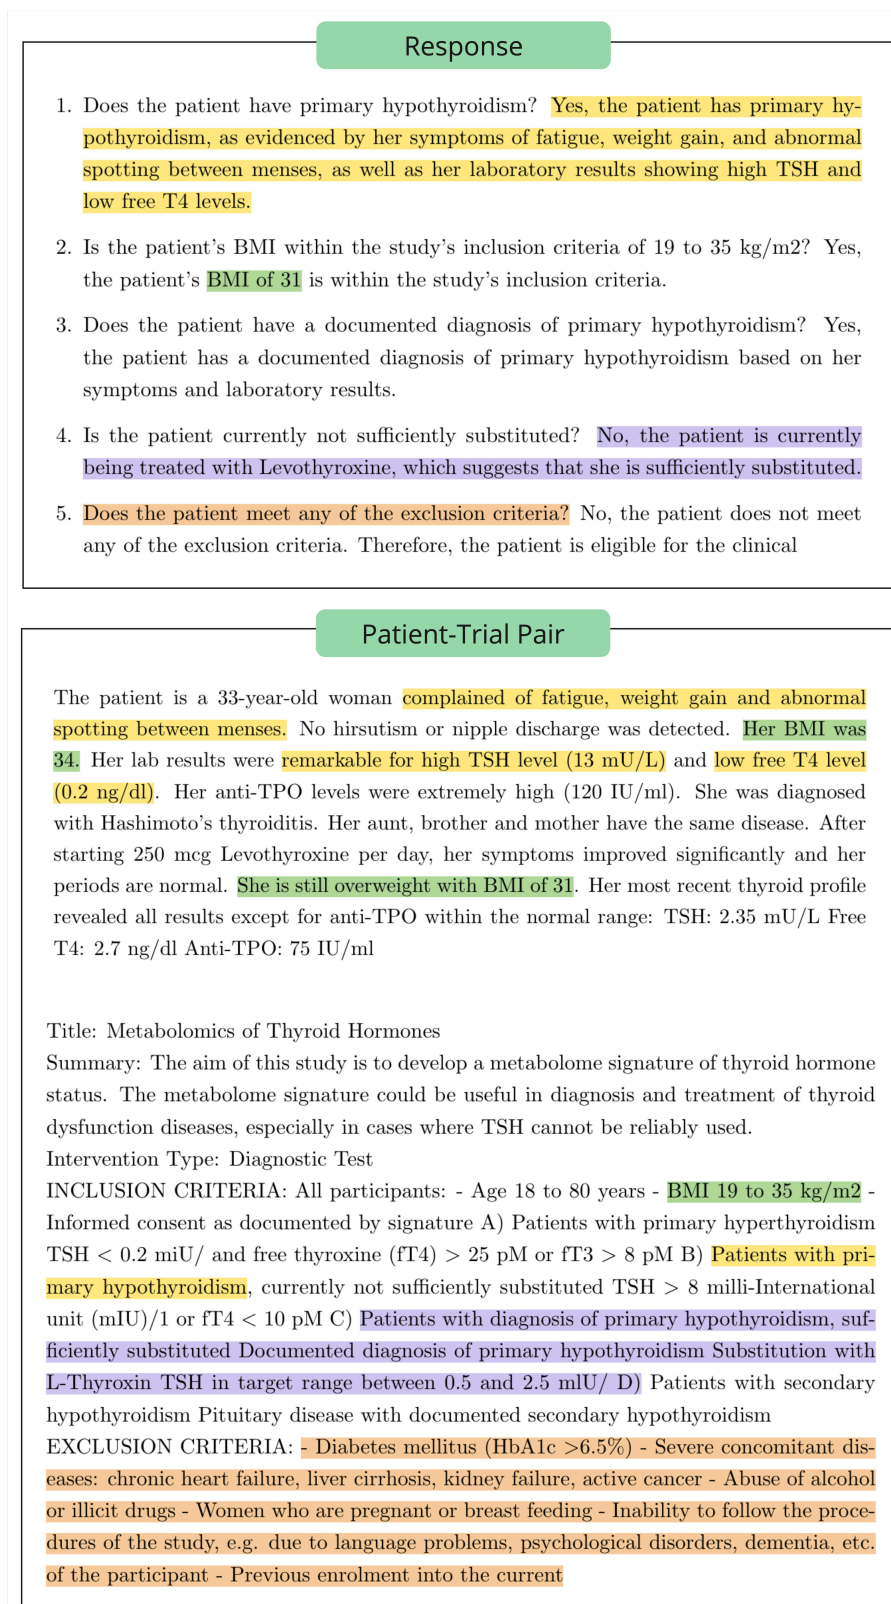 Response
1. Does the patient have primary hypothyroidism? Yes, the patient has primary hy-
pothyroidism, as evidenced by her symptoms of fatigue, weight gain, and abnormal
spotting between menses, as well as her laboratory results showing high TSH and
low free T4 levels.
2. Is the patient's BMI within the study's inclusion criteria of 19 to 35 kg/m2? Yes,
the patient's BMI of 31 is within the study's inclusion criteria.
3. Does the patient have a documented diagnosis of primary hypothyroidism? Yes,
the patient has a documented diagnosis of primary hypothyroidism based on her
symptoms and laboratory results.
4. Is the patient currently not sufficiently substituted? No, the patient is currently
being treated with Levothyroxine, which suggests that she is sufficiently substituted.
5. Does the patient meet any of the exclusion criteria? No, the patient does not meet
any of the exclusion criteria. Therefore, the patient is eligible for the clinical
Patient-Trial Pair
The patient is a 33-year-old woman complained of fatigue, weight gain and abnormal
spotting between menses. No hirsutism or nipple discharge was detected. Her BMI was
34. Her lab results were remarkable for high TSH level (13 mU/L) and low free T4 level
(0.2 ng/dl). Her anti-TPO levels were extremely high (120 IU/ml). She was diagnosed
with Hashimoto's thyroiditis. Her aunt, brother and mother have the same disease. After
starting 250 mcg Levothyroxine per day, her symptoms improved significantly and her
periods are normal. She is still overweight with BMI of 31. Her most recent thyroid profile
revealed all results except for anti-TPO within the normal range: TSH: 2.35 mU/L Free
T4: 2.7 ng/dl Anti-TPO: 75 IU/ml
Title: Metabolomics of Thyroid Hormones
Summary: The aim of this study is to develop a metabolome signature of thyroid hormone
status. The metabolome signature could be useful in diagnosis and treatment of thyroid
dysfunction diseases, especially in cases where TSH cannot be reliably used.
Intervention Type: Diagnostic Test
INCLUSION CRITERIA: All participants: - Age 18 to 80 years - BMI 19 to 35 kg/m2 -
Informed consent as documented by signature A) Patients with primary hyperthyroidism
TSH < 0.2 miU/ and free thyroxine (fT4) > 25 pM or fT3 > 8 pM B) Patients with pri-
mary hypothyroidism, currently not sufficiently substituted TSH > 8 milli-International
unit (mIU)/1 or fT4 < 10 pM C) Patients with diagnosis of primary hypothyroidism, suf-
ficiently substituted Documented diagnosis of primary hypothyroidism Substitution with
L-Thyroxin TSH in target range between 0.5 and 2.5 mlU/ D) Patients with secondary
hypothyroidism Pituitary disease with documented secondary hypothyroidism
EXCLUSION CRITERIA: - Diabetes mellitus (HbA1c >6.5%) - Severe concomitant dis-
eases: chronic heart failure, liver cirrhosis, kidney failure, active cancer - Abuse of alcohol
or illicit drugs - Women who are pregnant or breast feeding - Inability to follow the proce-
dures of the study, e.g. due to language problems, psychological disorders, dementia, etc.
of the participant - Previous enrolment into the current